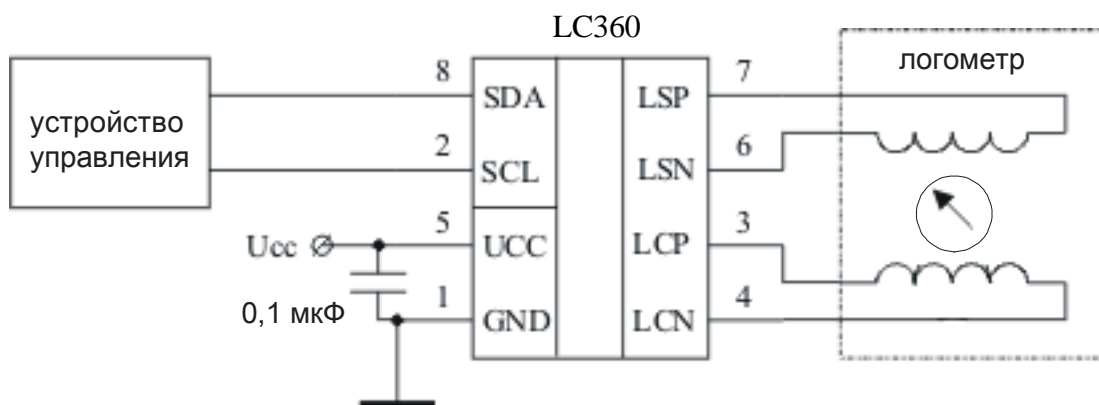 LC360
логометр
устройство
управления
8
SDA
2
SCL
5
Ucc
UCC
0,1 мкФ
1
GND
7
LSP
6
LSN
3
LCP
4
LCN